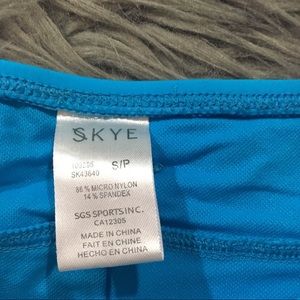 SKYE
S/P
SK43640
86% MICRO NYLON
14% SPANDEX
SGS SPORTS INC.
CA12305
MADE IN CHINA
FAIT EN CHINE
HECHO EN CHINA